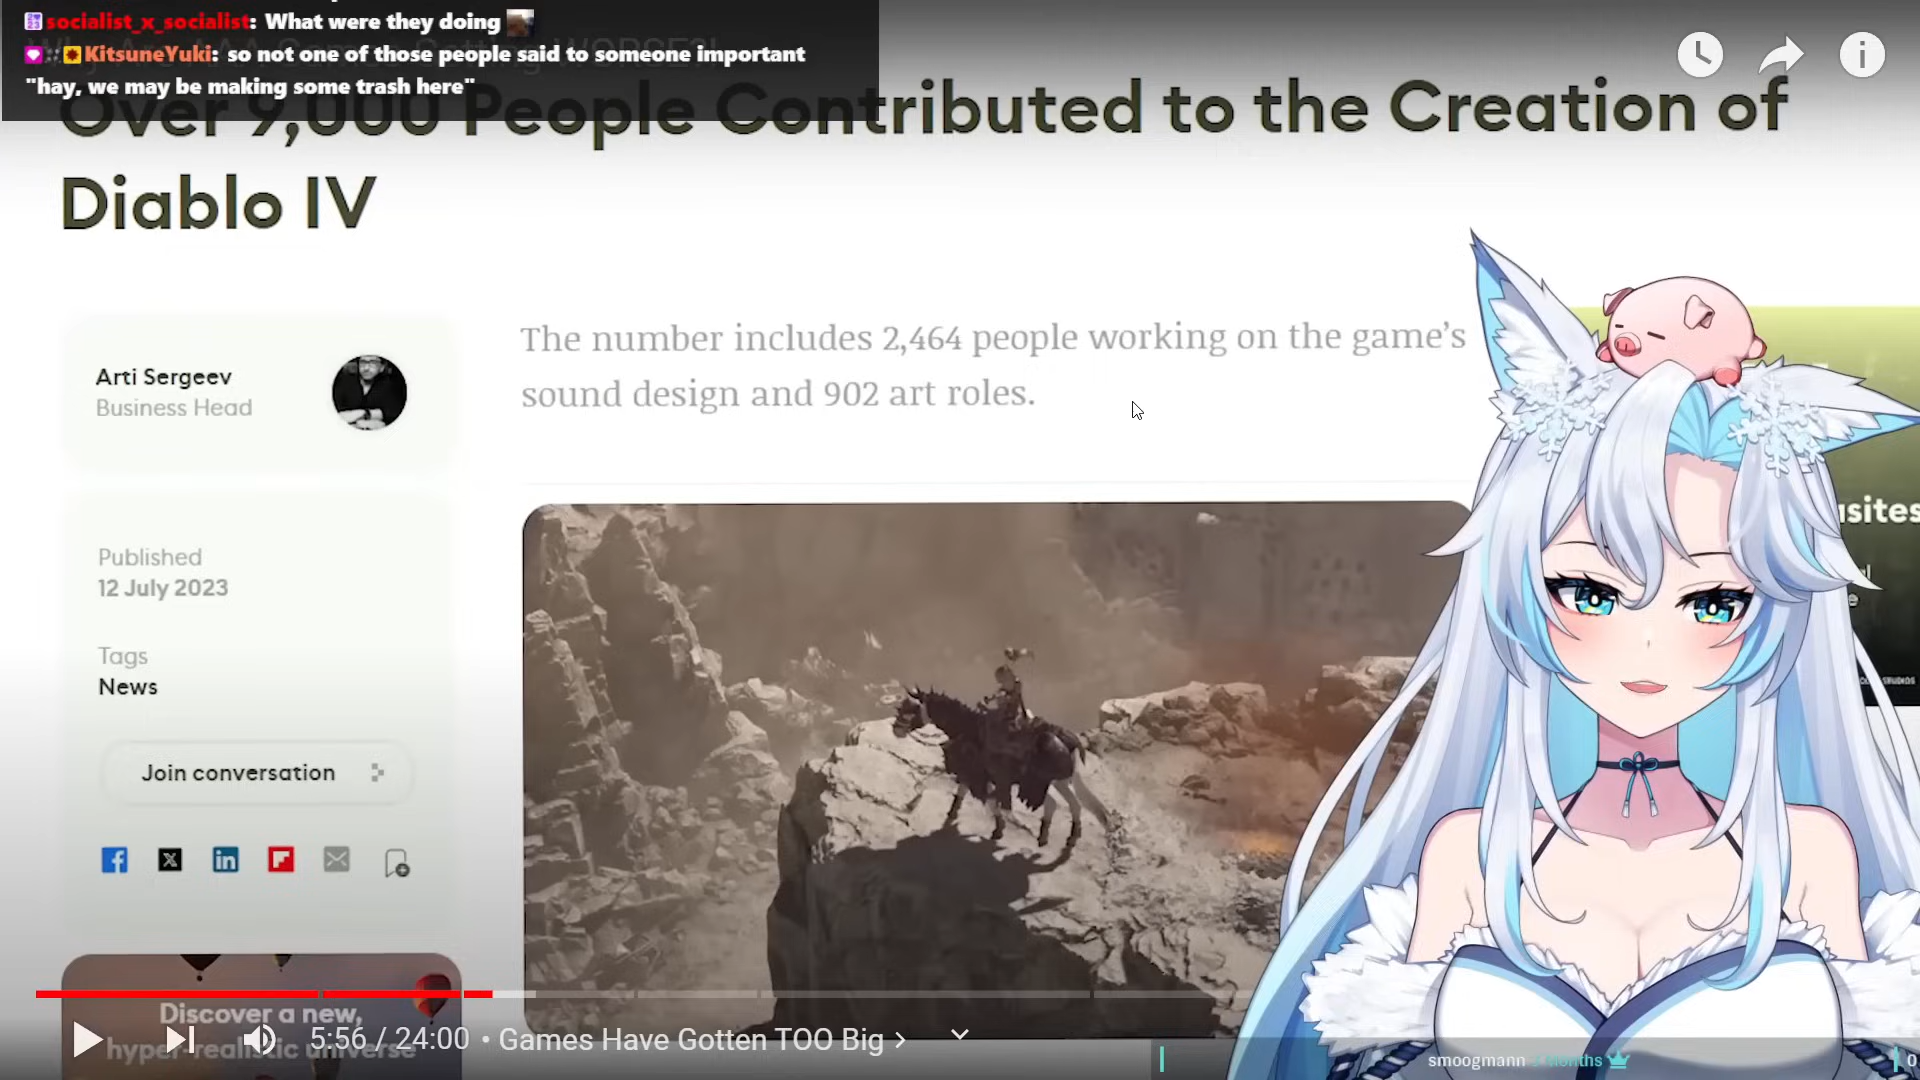 socialist_x_socialist: What were they doing
KitsuneYuki: so not one of those people said to someone important
"hay, we may be making some trash here"
Over 9,000 People Contributed to the Creation of
Diablo IV
The number includes 2,464 people working on the game's
sound design and 902 art roles.
Arti Sergeev
Business Head
Published
12 July 2023
Tags
News
Join conversation
Discover a new,
hyper-realistic universe
5:56 / 24:00 • Games Have Gotten TOO Big
smoogmann